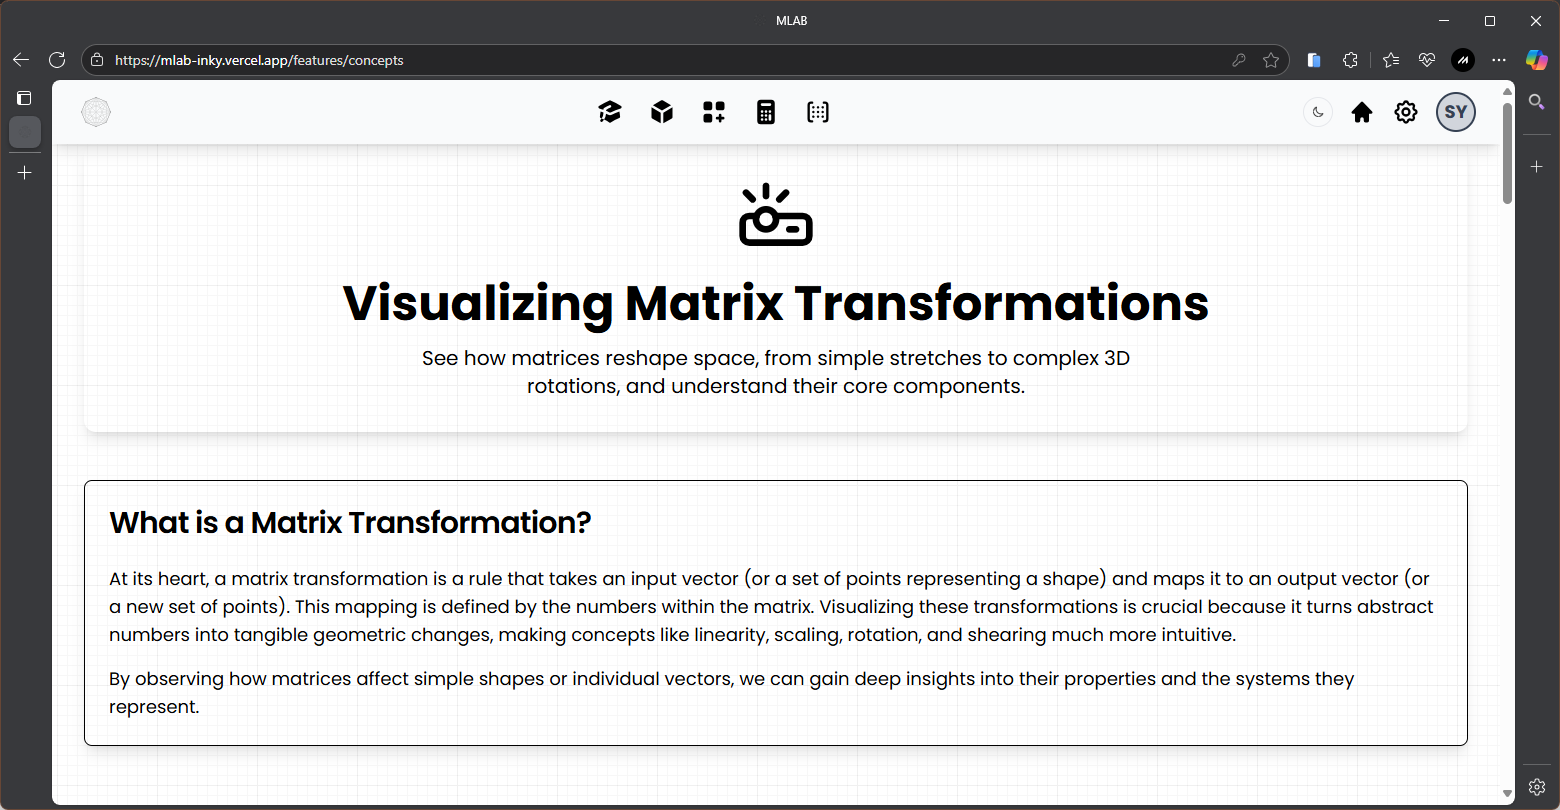 MLAB
https://mlab-inky.vercel.app/features/concepts
SY
Visualizing Matrix Transformations
See how matrices reshape space, from simple stretches to complex 3D
rotations, and understand their core components.
What is a Matrix Transformation?
At its heart, a matrix transformation is a rule that takes an input vector (or a set of points representing a shape) and maps it to an output vector (or
a new set of points). This mapping is defined by the numbers within the matrix. Visualizing these transformations is crucial because it turns abstract
numbers into tangible geometric changes, making concepts like linearity, scaling, rotation, and shearing much more intuitive.
By observing how matrices affect simple shapes or individual vectors, we can gain deep insights into their properties and the systems they
represent.